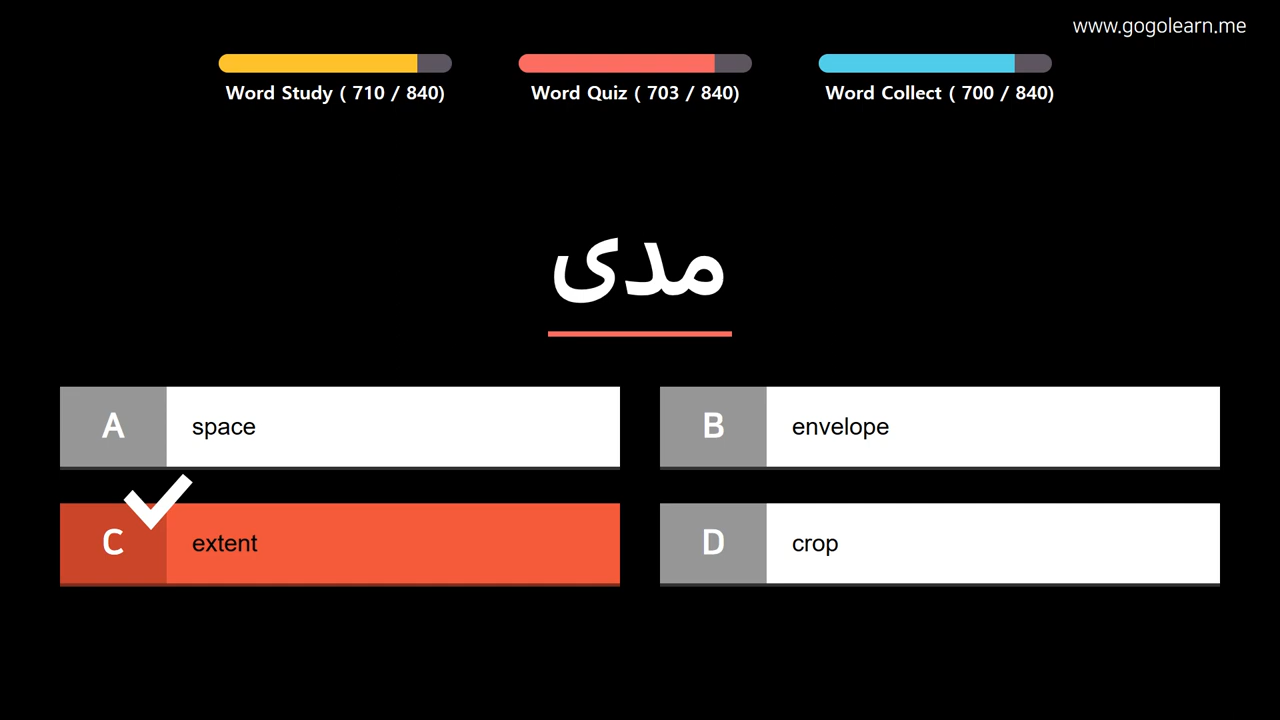 www.gogolearn.me
Word Study ( 710 / 840)
Word Quiz ( 703 / 840)
Word Collect ( 700 / 840)
مدى
A space
B envelope
C extent
D crop